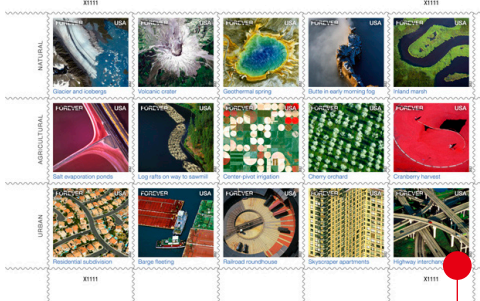 X1111 X1111
NATURAL
FOREVER USA FOREVER USA FOREVER USA FOREVER USA FOREVER USA
Glacier and icebergs Volcanic crater Geothermal spring Butte in early morning fog Inland marsh
AGRICULTURAL
FOREVER USA FOREVER USA FOREVER USA FOREVER USA FOREVER USA
Salt evaporation ponds Log rafts on way to sawmill Center-pivot irrigation Cherry orchard Cranberry harvest
URBAN
FOREVER USA FOREVER USA FOREVER USA FOREVER USA FOREVER USA
Residential subdivision Barge fleeting Railroad roundhouse Skyscraper apartments Highway
X1111 X1111